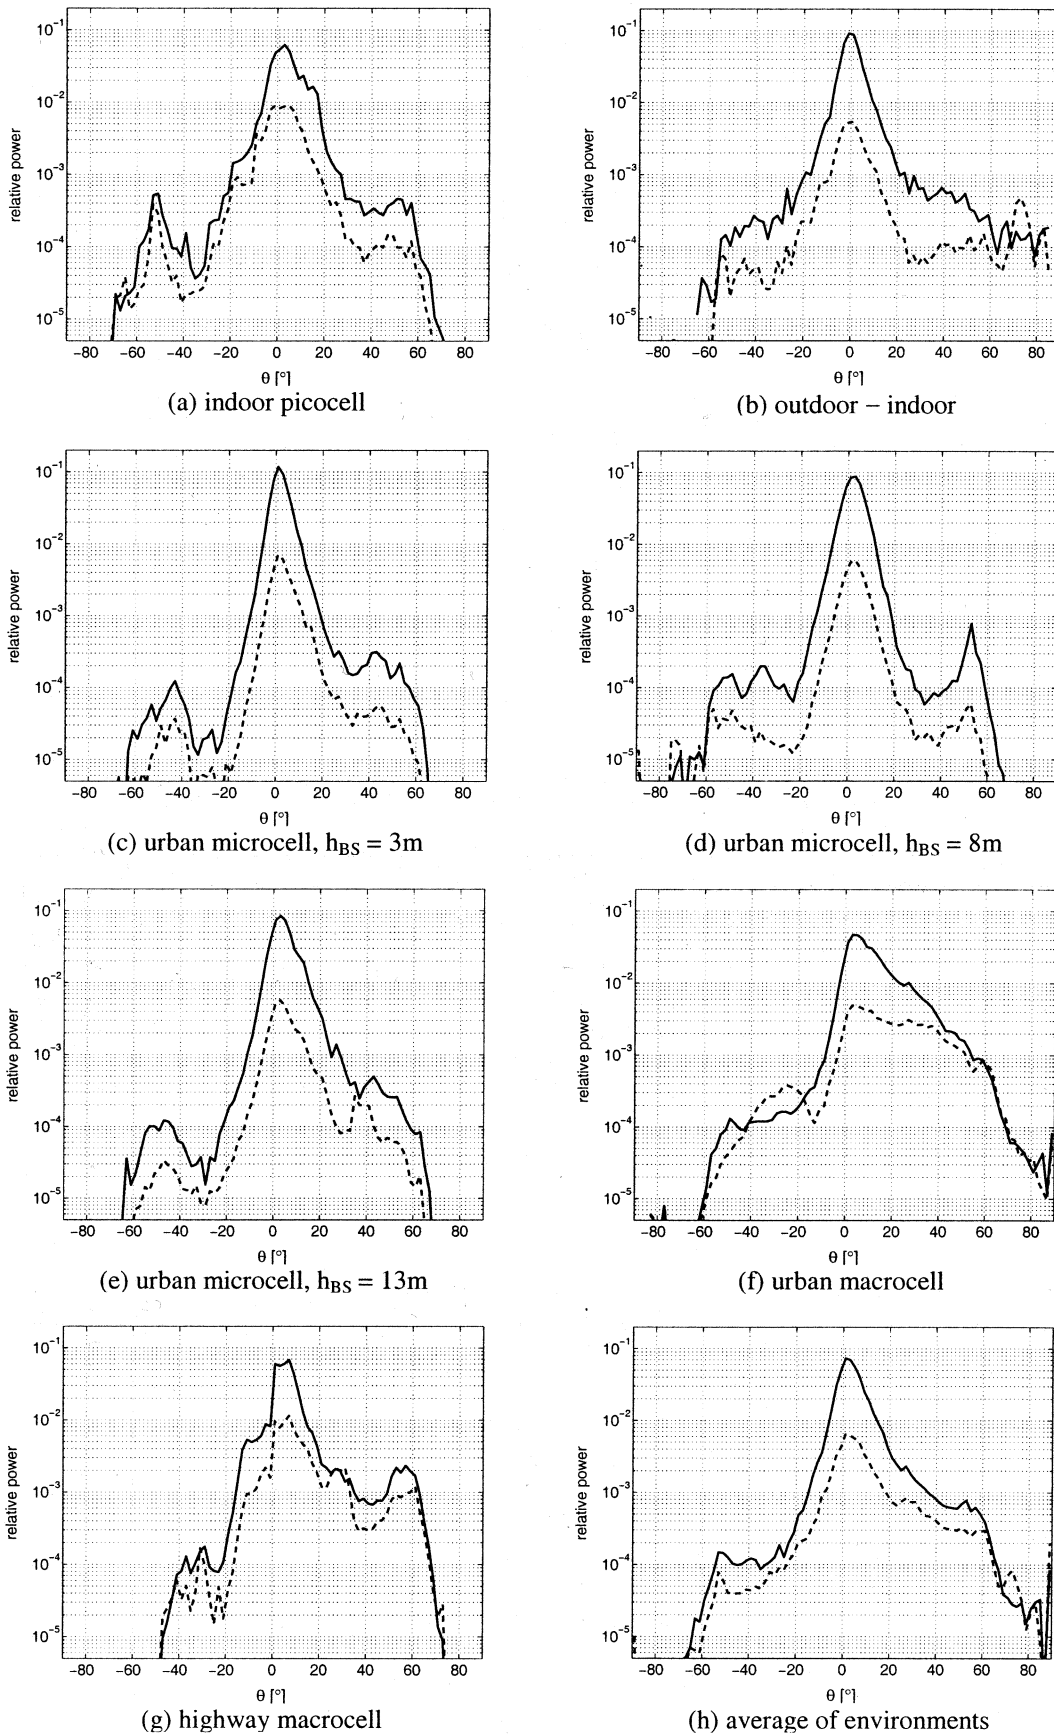 10^-1
10^-2
10^-3
10^-4
10^-5
relative power
−80 −60 −40 −20 0 20 40 60 80
θ [°]
(a) indoor picocell
10^-1
10^-2
10^-3
10^-4
10^-5
relative power
−80 −60 −40 −20 0 20 40 60 80
θ [°]
(b) outdoor – indoor
10^-1
10^-2
10^-3
10^-4
10^-5
relative power
−80 −60 −40 −20 0 20 40 60 80
θ [°]
(c) urban microcell, h_BS = 3m
10^-1
10^-2
10^-3
10^-4
10^-5
relative power
−80 −60 −40 −20 0 20 40 60 80
θ [°]
(d) urban microcell, h_BS = 8m
10^-1
10^-2
10^-3
10^-4
10^-5
relative power
−80 −60 −40 −20 0 20 40 60 80
θ [°]
(e) urban microcell, h_BS = 13m
10^-1
10^-2
10^-3
10^-4
10^-5
relative power
−80 −60 −40 −20 0 20 40 60 80
θ [°]
(f) urban macrocell
10^-1
10^-2
10^-3
10^-4
10^-5
relative power
−80 −60 −40 −20 0 20 40 60 80
θ [°]
(g) highway macrocell
10^-1
10^-2
10^-3
10^-4
10^-5
relative power
−80 −60 −40 −20 0 20 40 60 80
θ [°]
(h) average of environments